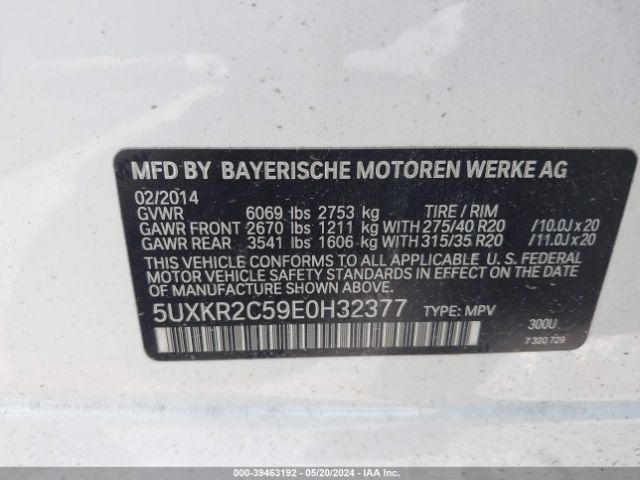 MFD BY BAYERISCHE MOTOREN WERKE AG
02/2014
GVWR 6069 lbs 2753 kg TIRE / RIM
GAWR FRONT 2670 lbs 1211 kg WITH 275/40 R20 /10.0J x 20
GAWR REAR 3541 lbs 1606 kg WITH 315/35 R20 /11.0J x 20
THIS VEHICLE CONFORMS TO ALL APPLICABLE U. S. FEDERAL
MOTOR VEHICLE SAFETY STANDARDS IN EFFECT ON THE DATE
OF MANUFACTURE SHOWN ABOVE.
5UXKR2C59E0H32377 TYPE: MPV
300U
7 320 729
000-39463192 - 05/20/2024 - IAA Inc.